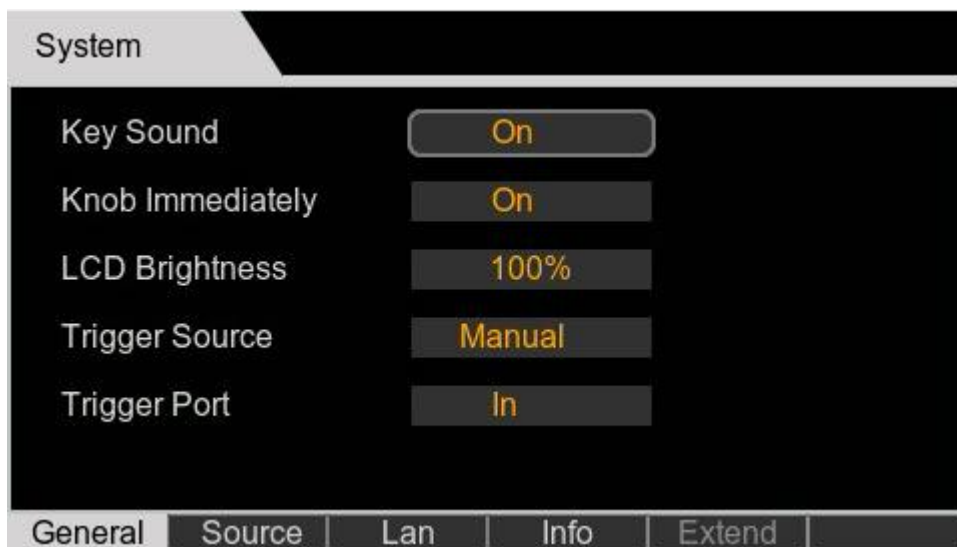 System
Key Sound On
Knob Immediately On
LCD Brightness 100%
Trigger Source Manual
Trigger Port In
General Source Lan Info Extend